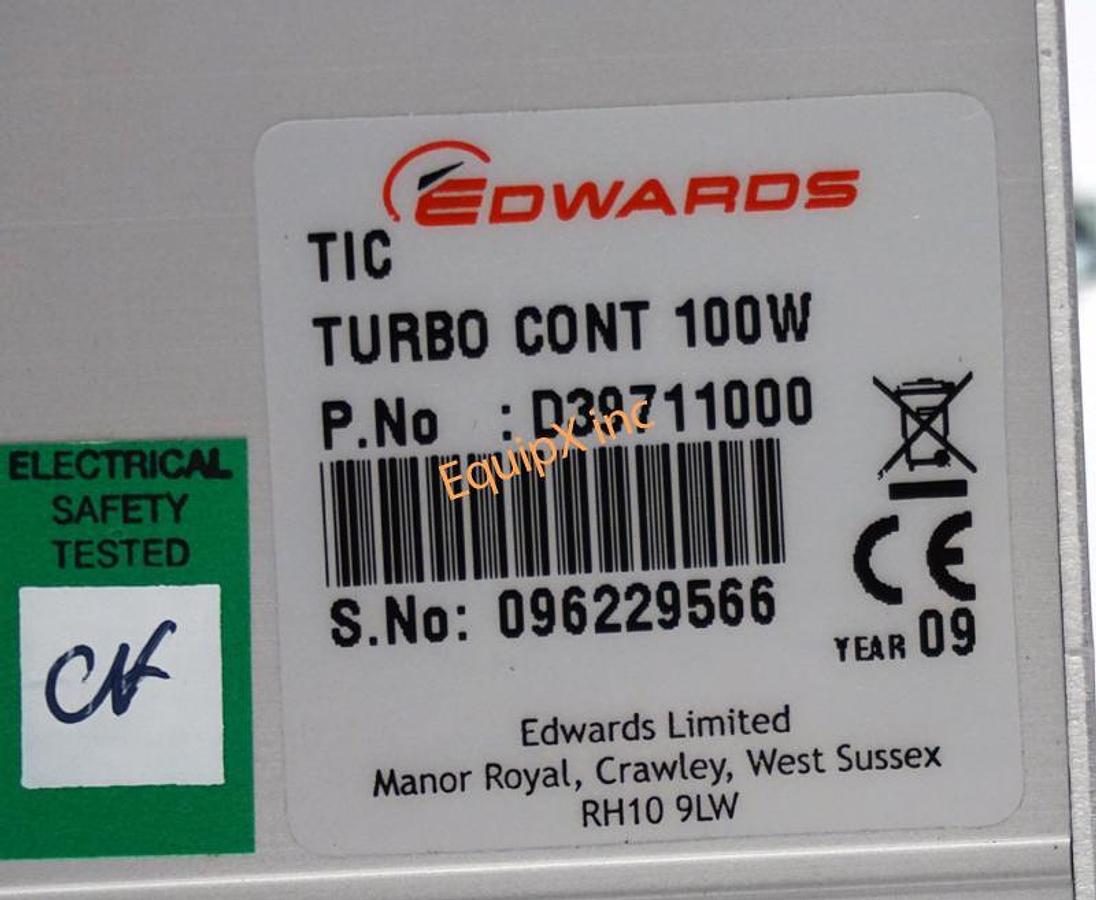 EDWARDS
TIC
TURBO CONT 100W
P.No : D39711000
EquipX inc
S.No: 096229566
CE
YEAR 09
Edwards Limited
Manor Royal, Crawley, West Sussex
RH10 9LW
ELECTRICAL
SAFETY
TESTED